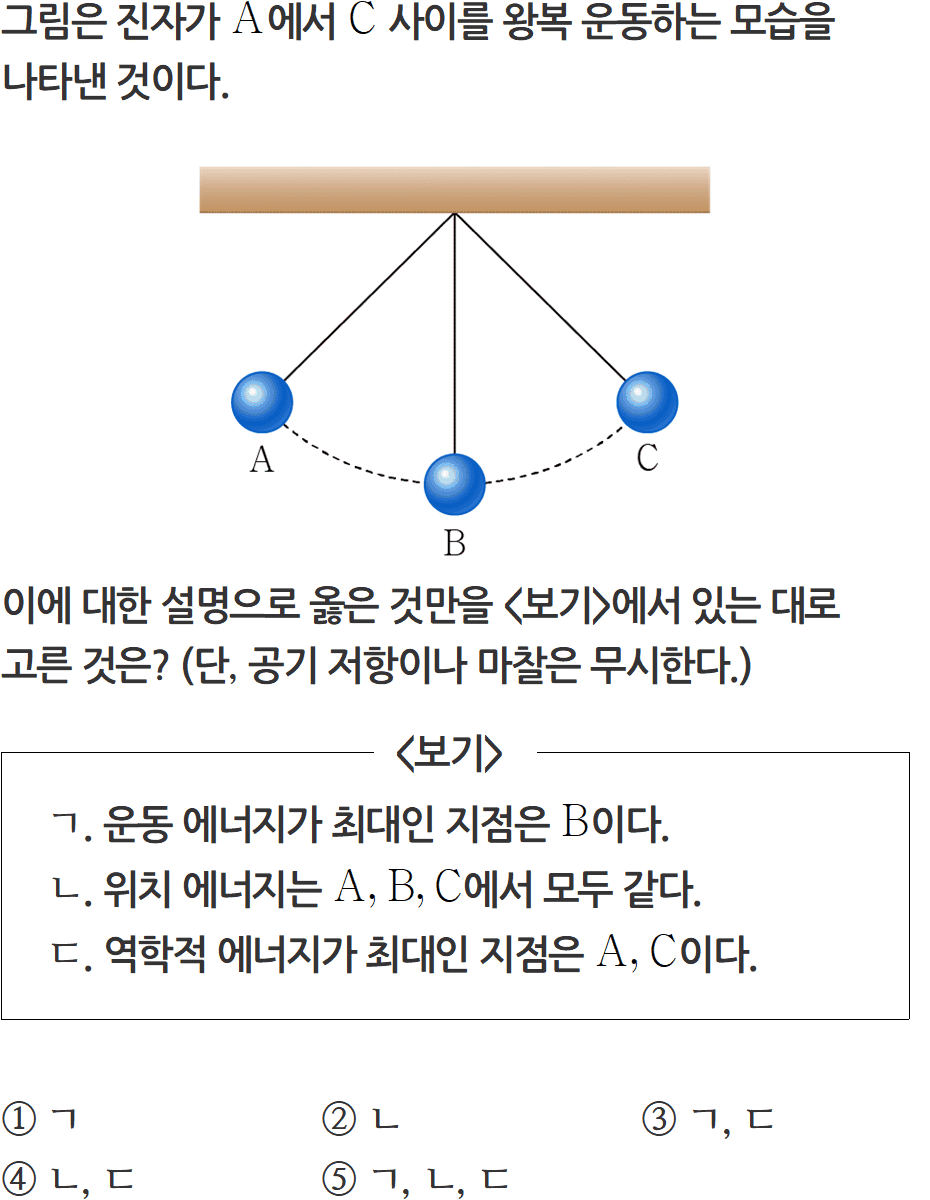 그림은 진자가 A에서 C 사이를 왕복 운동하는 모습을
나타낸 것이다.
A
C
B
이에 대한 설명으로 옳은 것만을 <보기>에서 있는 대로
고른 것은? (단, 공기 저항이나 마찰은 무시한다.)
<보기>
ㄱ. 운동 에너지가 최대인 지점은 B이다.
ㄴ. 위치 에너지는 A, B, C에서 모두 같다.
ㄷ. 역학적 에너지가 최대인 지점은 A, C이다.
① ㄱ ② ㄴ ③ ㄱ, ㄷ
④ ㄴ, ㄷ ⑤ ㄱ, ㄴ, ㄷ